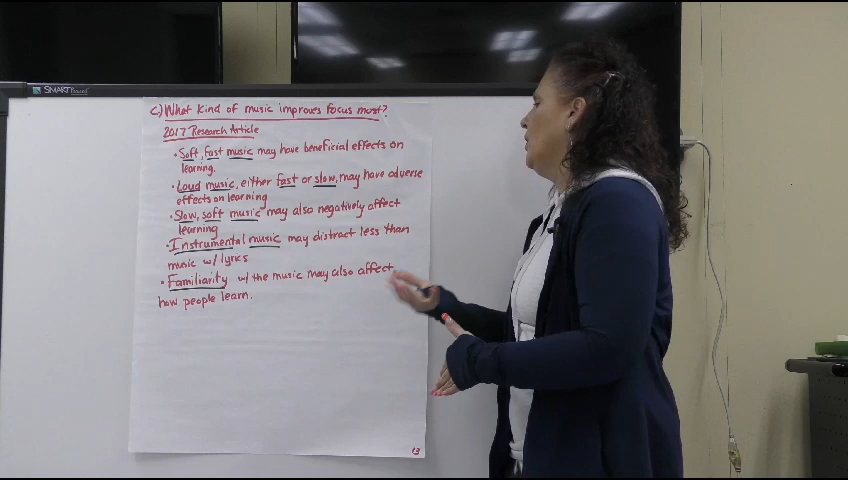 SMART Board
c) What kind of music improves focus most?
2017 Research Article
• Soft, fast music may have beneficial effects on
learning.
• Loud music, either fast or slow, may have adverse
effects on learning
• Slow, soft music may also negatively affect
learning
• Instrumental music may distract less than
music w/ lyrics
• Familiarity w/ the music may also affect
how people learn.